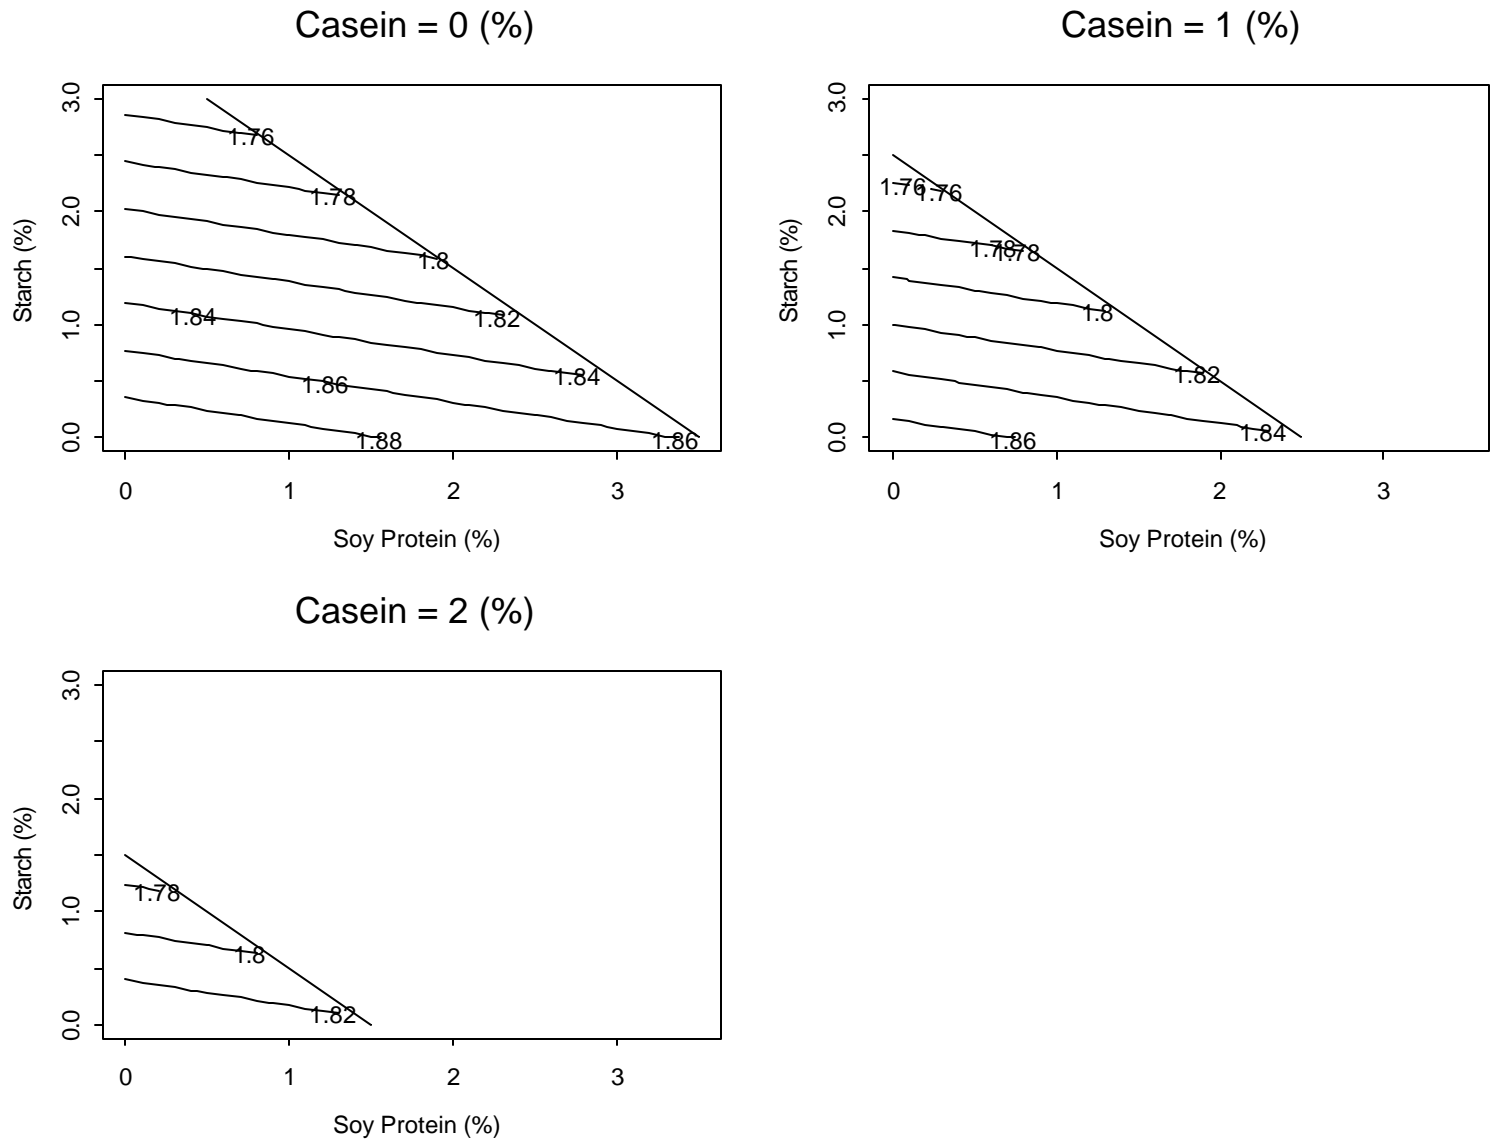 Casein = 0 (%)
3.0
2.0
1.0
0.0
Starch (%)
1.76
1.78
1.8
1.82
1.84
1.84
1.86
1.86
1.88
0 1 2 3
Soy Protein (%)
Casein = 1 (%)
3.0
2.0
1.0
0.0
Starch (%)
1.76 1.76
1.78 1.78
1.8
1.82
1.84
1.86
0 1 2 3
Soy Protein (%)
Casein = 2 (%)
3.0
2.0
1.0
0.0
Starch (%)
1.78
1.8
1.82
0 1 2 3
Soy Protein (%)